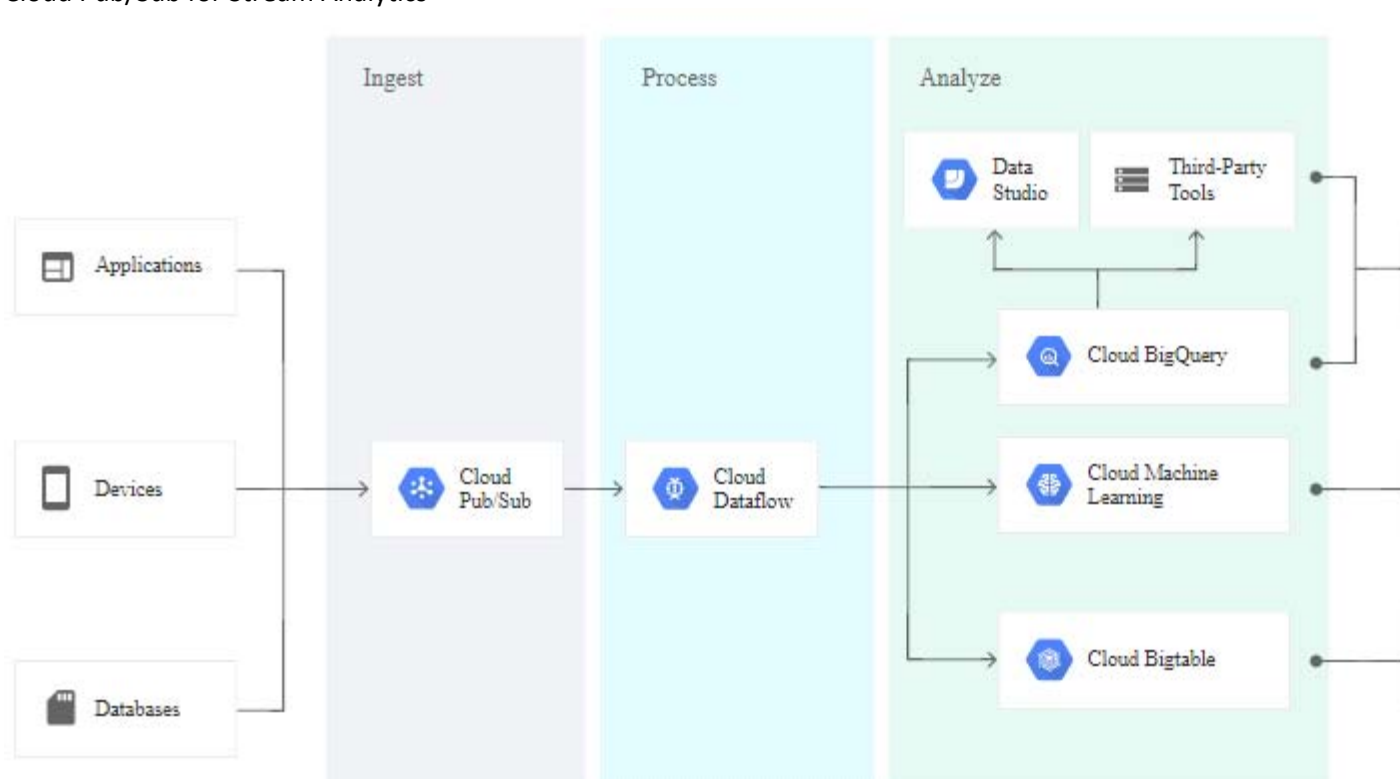 Cloud Pub/Sub for Stream Analytics
Ingest
Process
Analyze
Data
Studio
Third-Party
Tools
Applications
Cloud BigQuery
Devices
Cloud
Pub/Sub
Cloud
Dataflow
Cloud Machine
Learning
Cloud Bigtable
Databases